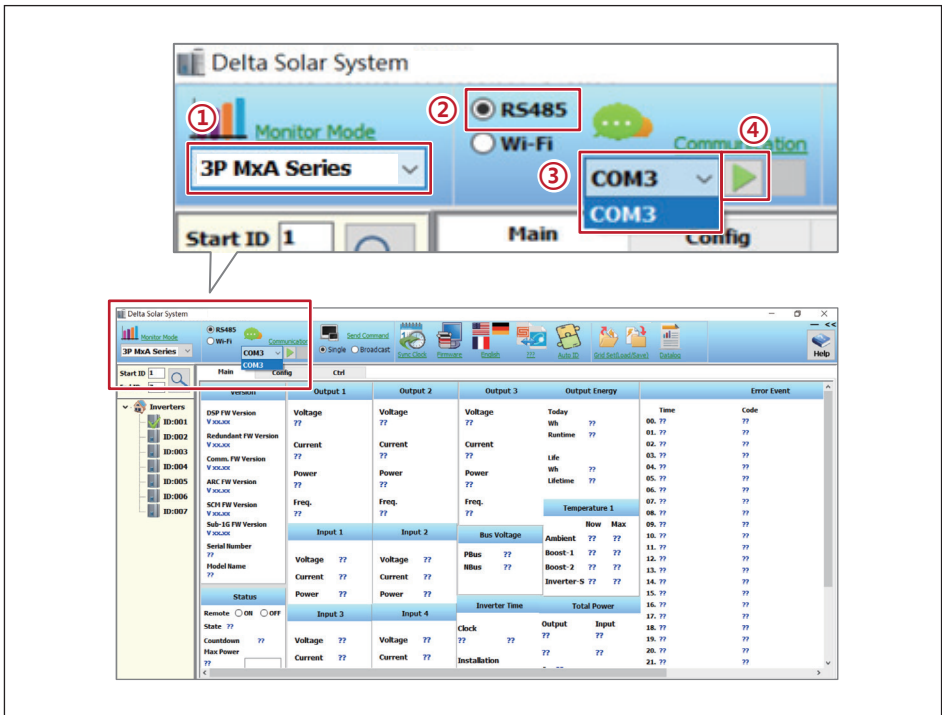 Delta Solar System
①
Monitor Mode
3P MxA Series
②
RS485
Wi-Fi
④
Communication
③
COM3
COM3
Start ID 1
Main
Config
Delta Solar System
Monitor Mode
3P MxA Series
RS485
Wi-Fi
Communication
COM3
COM3
Send Command
Single Broadcast
Sync Clock
Firmware
English
???
Auto ID
Grid Set(Load/Save)
Datalog
<<
Help
Start ID 1
Main Config Ctrl
Inverters
ID:001
ID:002
ID:003
ID:004
ID:005
ID:006
ID:007
Version
DSP FW Version
V xx.xx
Redundant FW Version
V xx.xx
Comm. FW Version
V xx.xx
ARC FW Version
V xx.xx
SCM FW Version
V xx.xx
Sub-1G FW Version
V xx.xx
Serial Number
??
Model Name
??
Status
Remote ON OFF
State ??
Countdown ??
Max Power
??
Output 1
Voltage
??
Current
??
Power
??
Freq.
??
Output 2
Voltage
??
Current
??
Power
??
Freq.
??
Output 3
Voltage
??
Current
??
Power
??
Freq.
??
Input 1
Voltage ??
Current ??
Power ??
Input 2
Voltage ??
Current ??
Power ??
Input 3
Voltage ??
Current ??
Input 4
Voltage ??
Current ??
Bus Voltage
PBus ??
NBus ??
Inverter Time
Clock
?? ??
Installation
Output Energy
Today
Wh ??
Runtime ??
Life
Wh ??
Lifetime ??
Temperature 1
Now Max
Ambient ?? ??
Boost-1 ?? ??
Boost-2 ?? ??
Inverter-S ?? ??
Total Power
Output Input
?? ??
?? ??
Error Event
Time Code
00. ?? ??
01. ?? ??
02. ?? ??
03. ?? ??
04. ?? ??
05. ?? ??
06. ?? ??
07. ?? ??
08. ?? ??
09. ?? ??
10. ?? ??
11. ?? ??
12. ?? ??
13. ?? ??
14. ?? ??
15. ?? ??
16. ?? ??
17. ?? ??
18. ?? ??
19. ?? ??
20. ?? ??
21. ?? ??